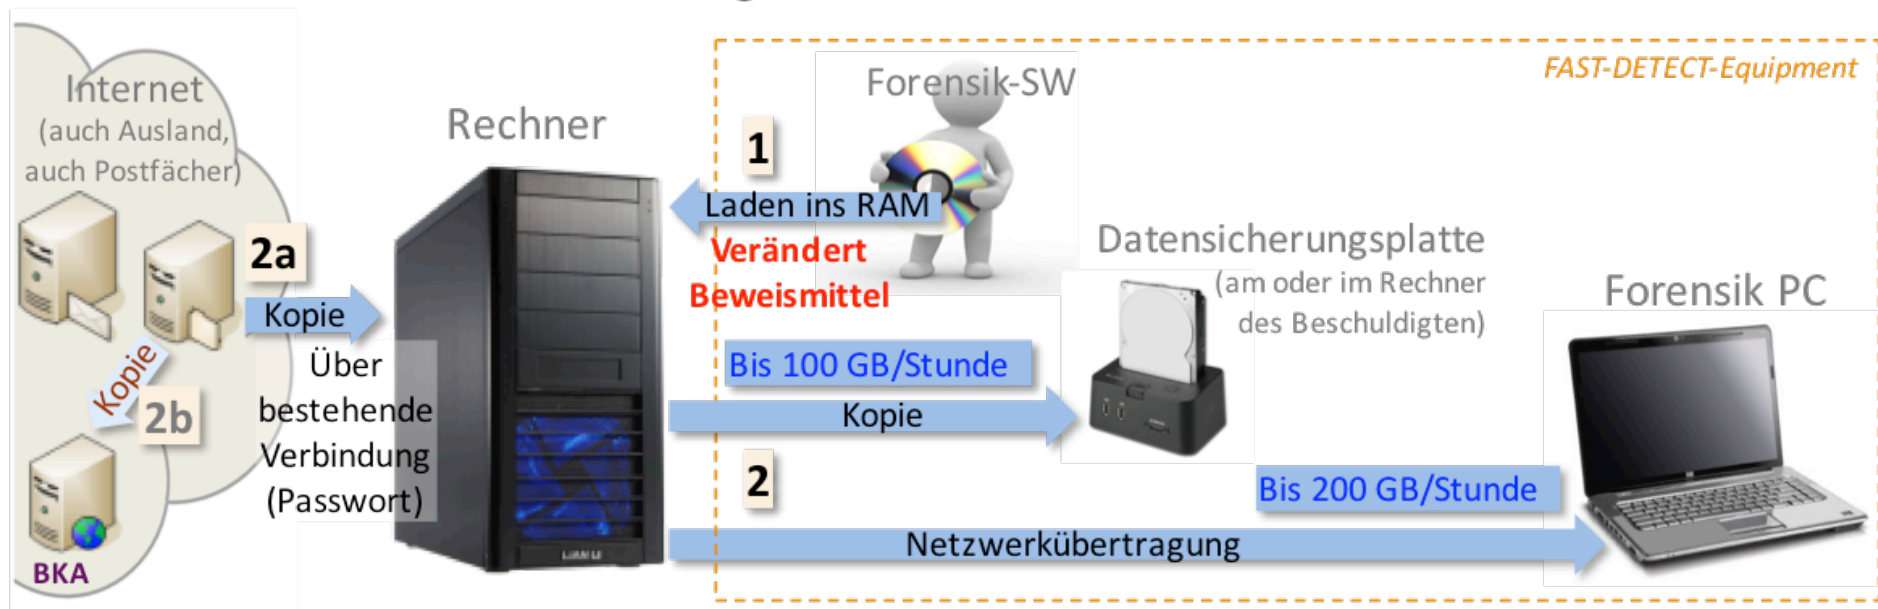 FAST-DETECT-Equipment
Internet
(auch Ausland,
auch Postfächer)
Rechner
Forensik-SW
1
Laden ins RAM
Verändert
Beweismittel
2a
Kopie
Über
bestehende
Verbindung
(Passwort)
Kopie
2b
BKA
Datensicherungsplatte
(am oder im Rechner
des Beschuldigten)
Forensik PC
Bis 100 GB/Stunde
Kopie
2
Bis 200 GB/Stunde
Netzwerkübertragung